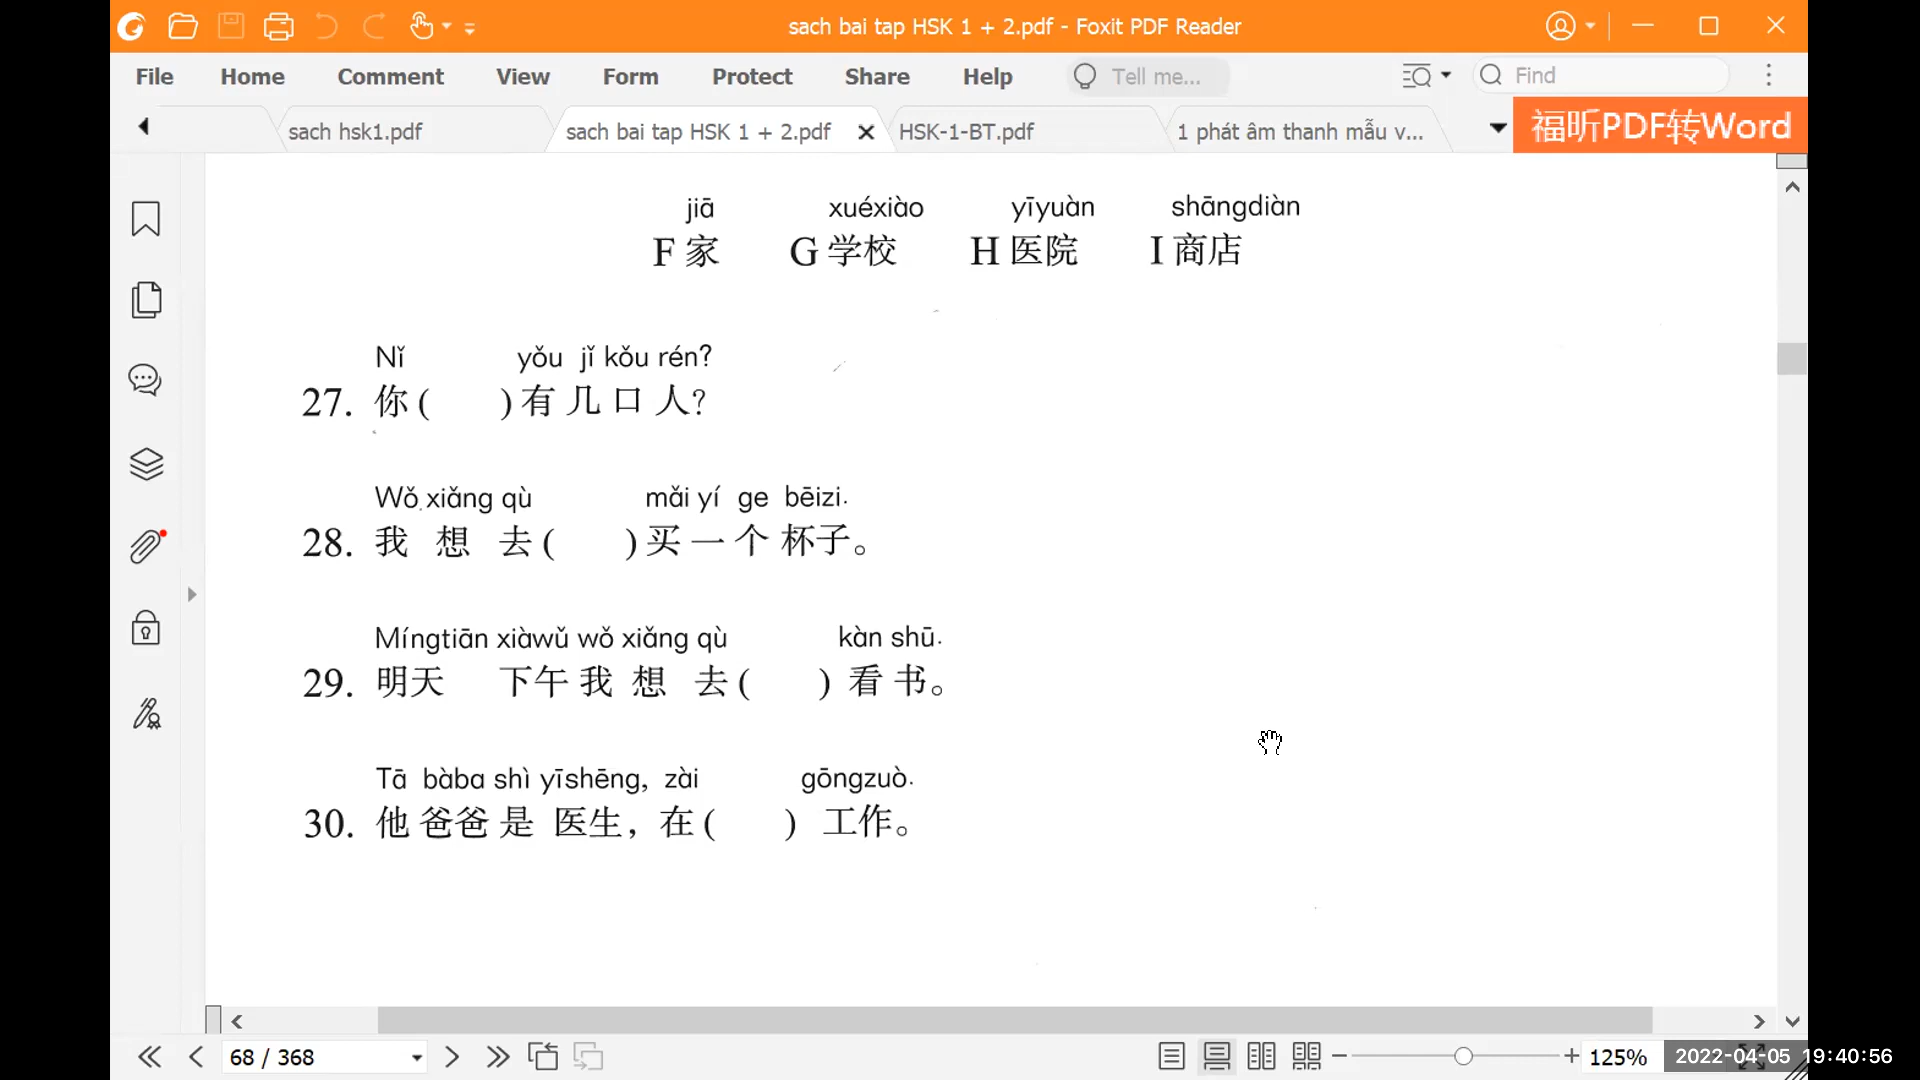 sach bai tap HSK 1 + 2.pdf - Foxit PDF Reader
File Home Comment View Form Protect Share Help Tell me... Find
sach hsk1.pdf sach bai tap HSK 1 + 2.pdf HSK-1-BT.pdf 1 phát âm thanh mẫu v... 福昕PDF转Word
jiā xuéxiào yīyuàn shāngdiàn
F 家 G 学校 H 医院 I 商店
Nǐ yǒu jǐ kǒu rén?
27. 你( )有 几 口 人?
Wǒ xiǎng qù mǎi yí ge bēizi.
28. 我 想 去( )买 一 个 杯子。
Míngtiān xiàwǔ wǒ xiǎng qù kàn shū.
29. 明天 下午 我 想 去( ) 看 书。
Tā bàba shì yīshēng, zài gōngzuò.
30. 他 爸爸 是 医生, 在( ) 工作。
68 / 368 125% 2022-04-05 19:40:56